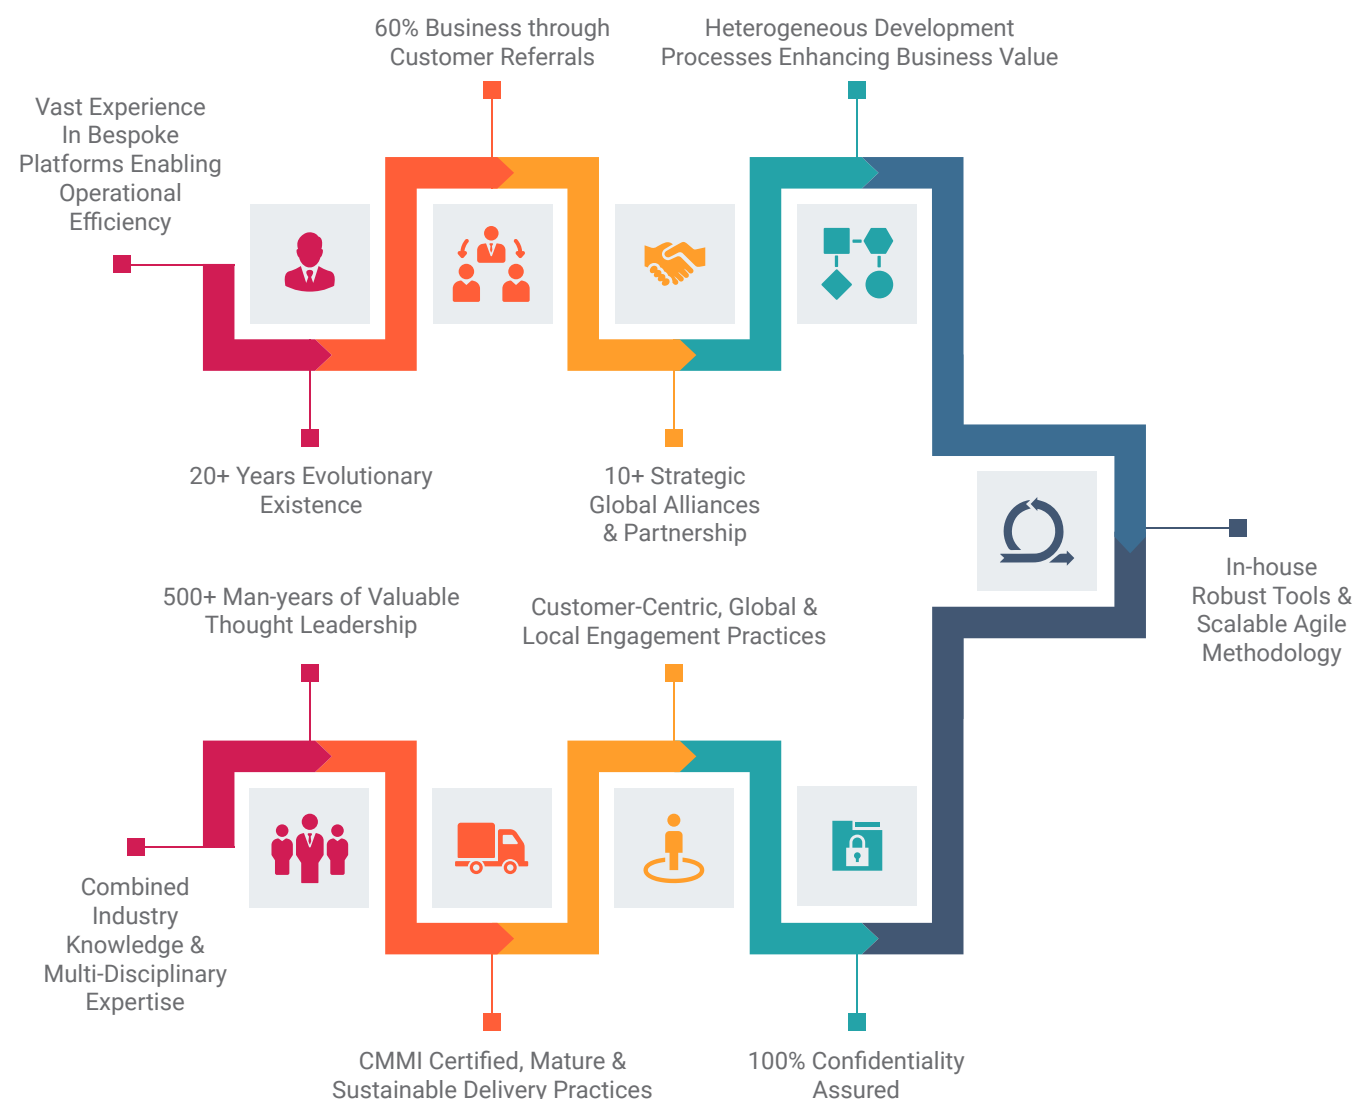 60% Business through
Customer Referrals
Heterogeneous Development
Processes Enhancing Business Value
Vast Experience
In Bespoke
Platforms Enabling
Operational
Efficiency
20+ Years Evolutionary
Existence
10+ Strategic
Global Alliances
& Partnership
In-house
Robust Tools &
Scalable Agile
Methodology
500+ Man-years of Valuable
Thought Leadership
Customer-Centric, Global &
Local Engagement Practices
Combined
Industry
Knowledge &
Multi-Disciplinary
Expertise
CMMI Certified, Mature &
Sustainable Delivery Practices
100% Confidentiality
Assured